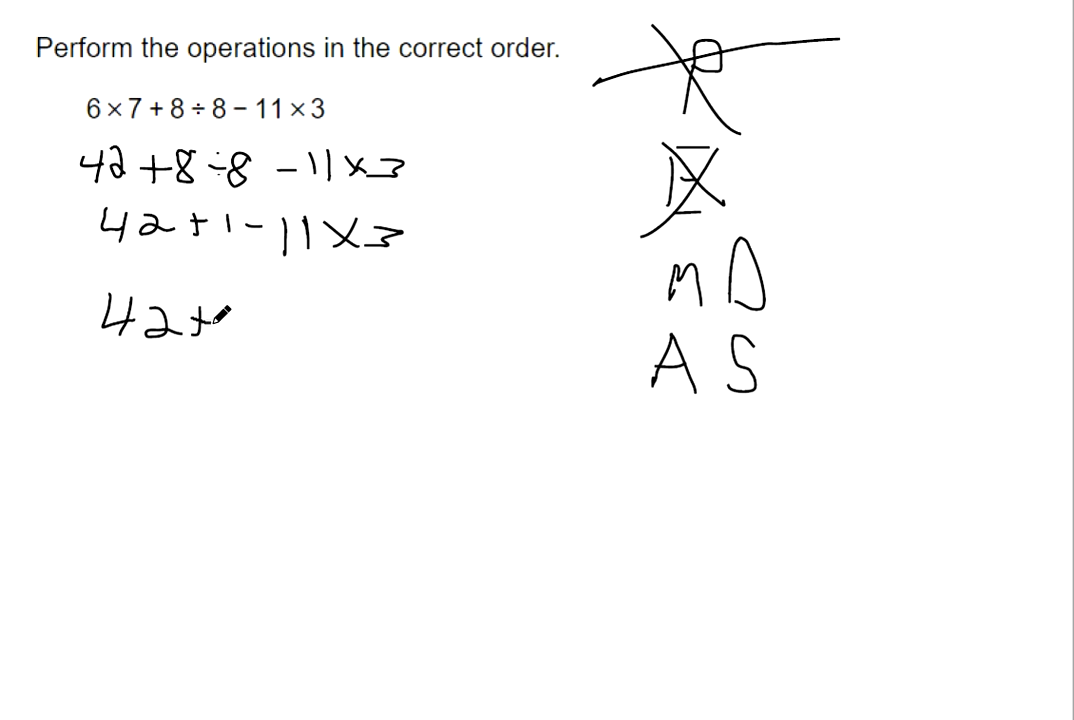 Perform the operations in the correct order.
6 × 7 + 8 ÷ 8 − 11 × 3
42 + 8 ÷ 8 - 11 × 3
42 + 1 - 11 × 3
42 +
P
E
M D
A S